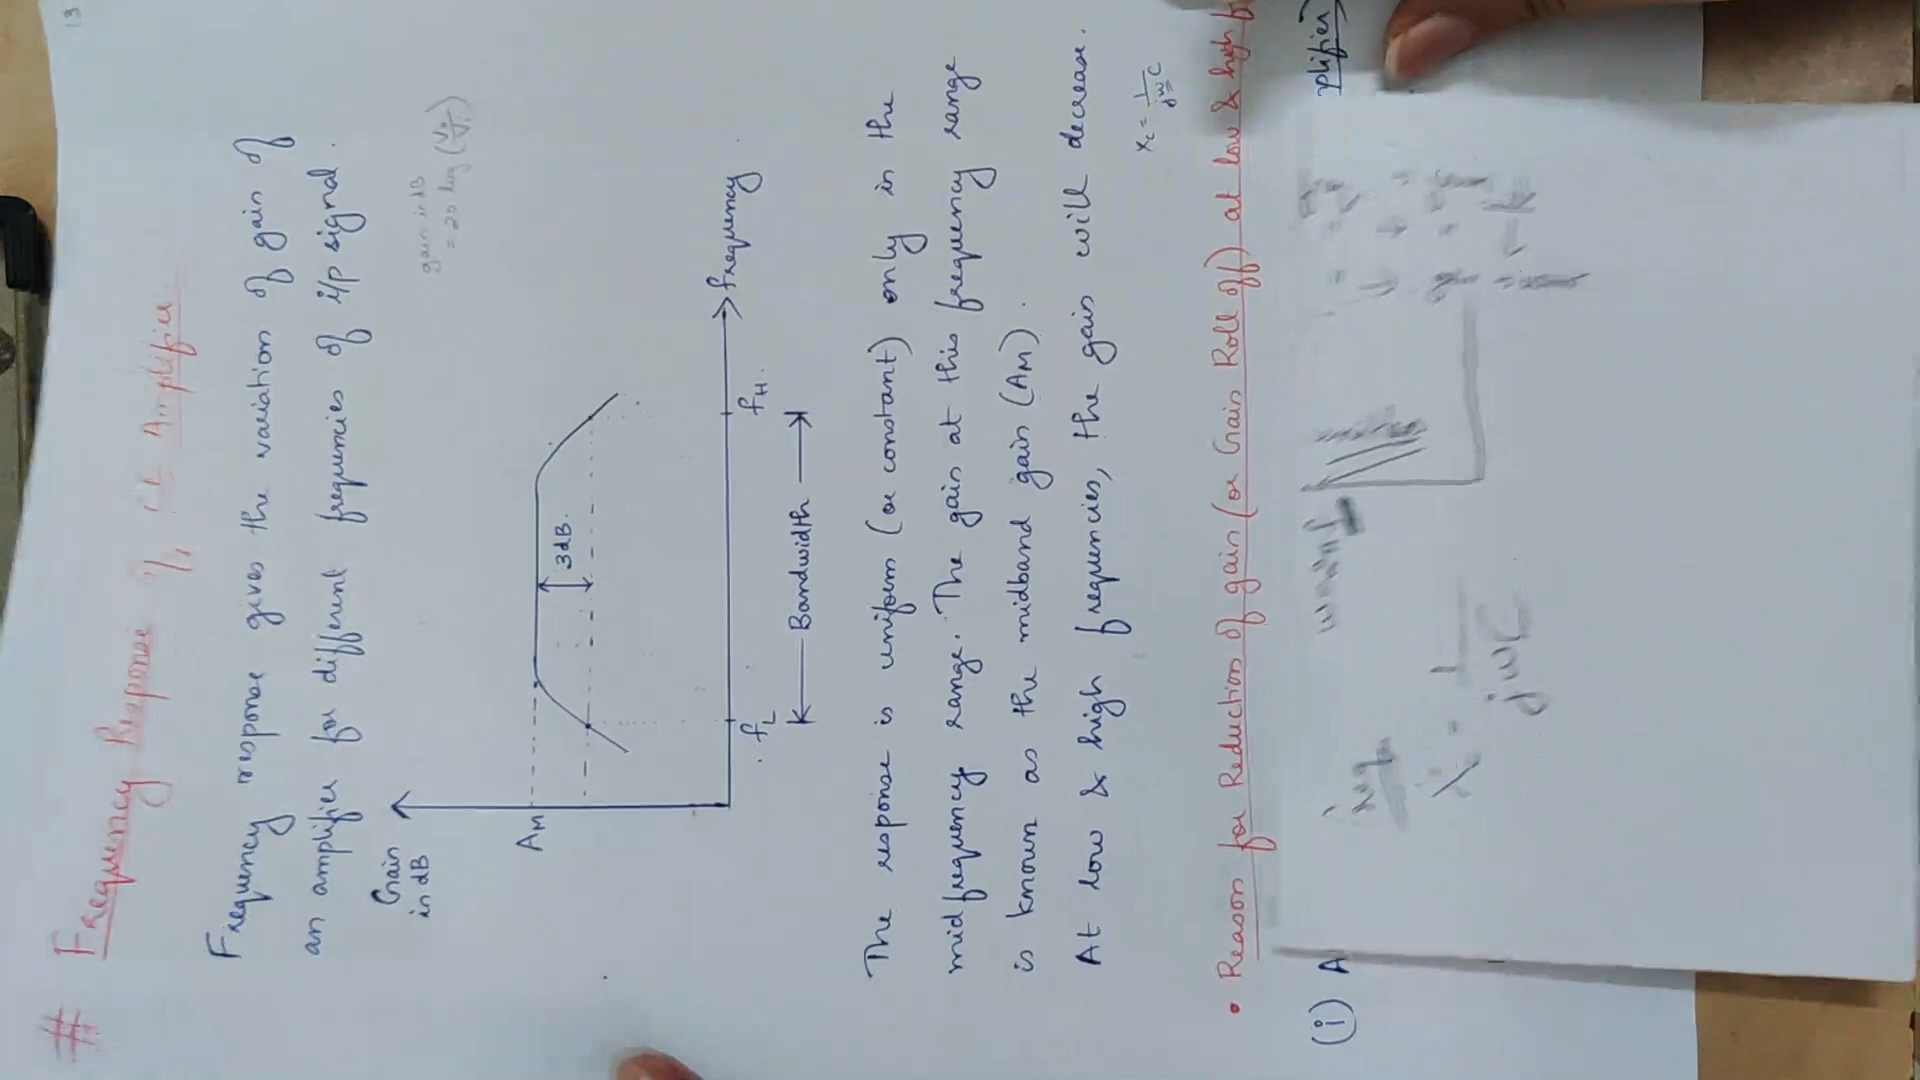 13
# Frequency Response of An Amplifier
Frequency response gives the variation of gain of
an amplifier for different frequencies of i/p signal.
gain in dB
= 20 log (Vo/Vi)
Gain
in dB
AM
3dB.
fL
fH.
frequency
Bandwidth
The response is uniform (or constant) only in the
midfrequency range. The gain at this frequency range
is known as the midband gain (AM).
At low & high frequencies, the gain will decrease.
Xc = 1/jωC
• Reason for Reduction of gain (or Gain Roll off) at low & high
(i) A
plifier)
jωC